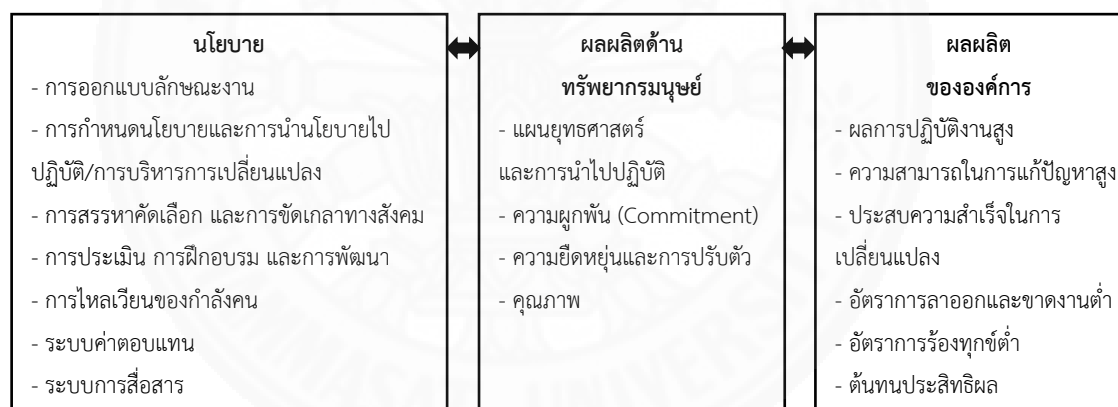 นโยบาย
- การออกแบบลักษณะงาน
- การกำหนดนโยบายและการนำนโยบายไป
ปฏิบัติ/การบริหารการเปลี่ยนแปลง
- การสรรหาคัดเลือก และการขัดเกลาทางสังคม
- การประเมิน การฝึกอบรม และการพัฒนา
- การไหลเวียนของกำลังคน
- ระบบค่าตอบแทน
- ระบบการสื่อสาร
ผลผลิตด้าน
ทรัพยากรมนุษย์
- แผนยุทธศาสตร์
และการนำไปปฏิบัติ
- ความผูกพัน (Commitment)
- ความยืดหยุ่นและการปรับตัว
- คุณภาพ
ผลผลิต
ขององค์การ
- ผลการปฏิบัติงานสูง
- ความสามารถในการแก้ปัญหาสูง
- ประสบความสำเร็จในการ
เปลี่ยนแปลง
- อัตราการลาออกและขาดงานต่ำ
- อัตราการร้องทุกข์ต่ำ
- ต้นทุนประสิทธิผล